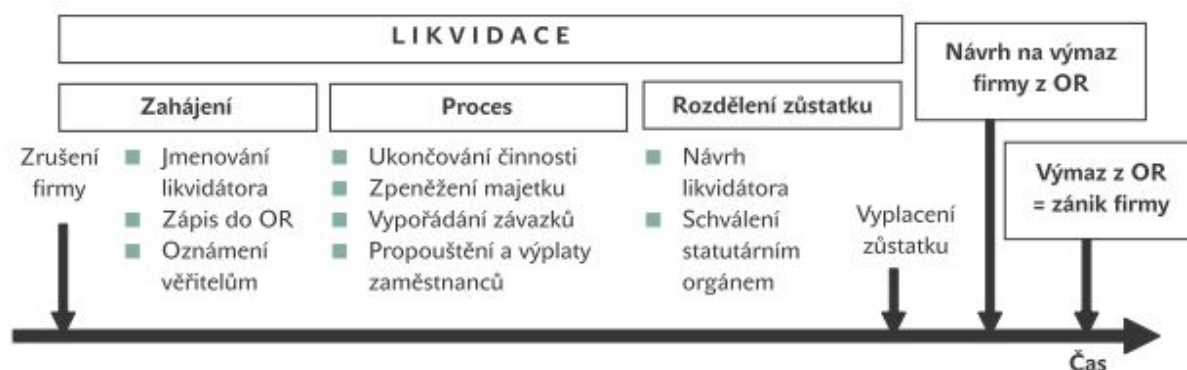 LIKVIDACE
Návrh na výmaz
firmy z OR
Zahájení
Proces
Rozdělení zůstatku
Zrušení
firmy
Jmenování
likvidátora
Zápis do OR
Oznámení
věřitelům
Ukončování činnosti
Zpeněžení majetku
Vypořádání závazků
Propouštění a výplaty
zaměstnanců
Návrh
likvidátora
Schválení
statutárním
orgánem
Vyplacení
zůstatku
Výmaz z OR
= zánik firmy
Čas